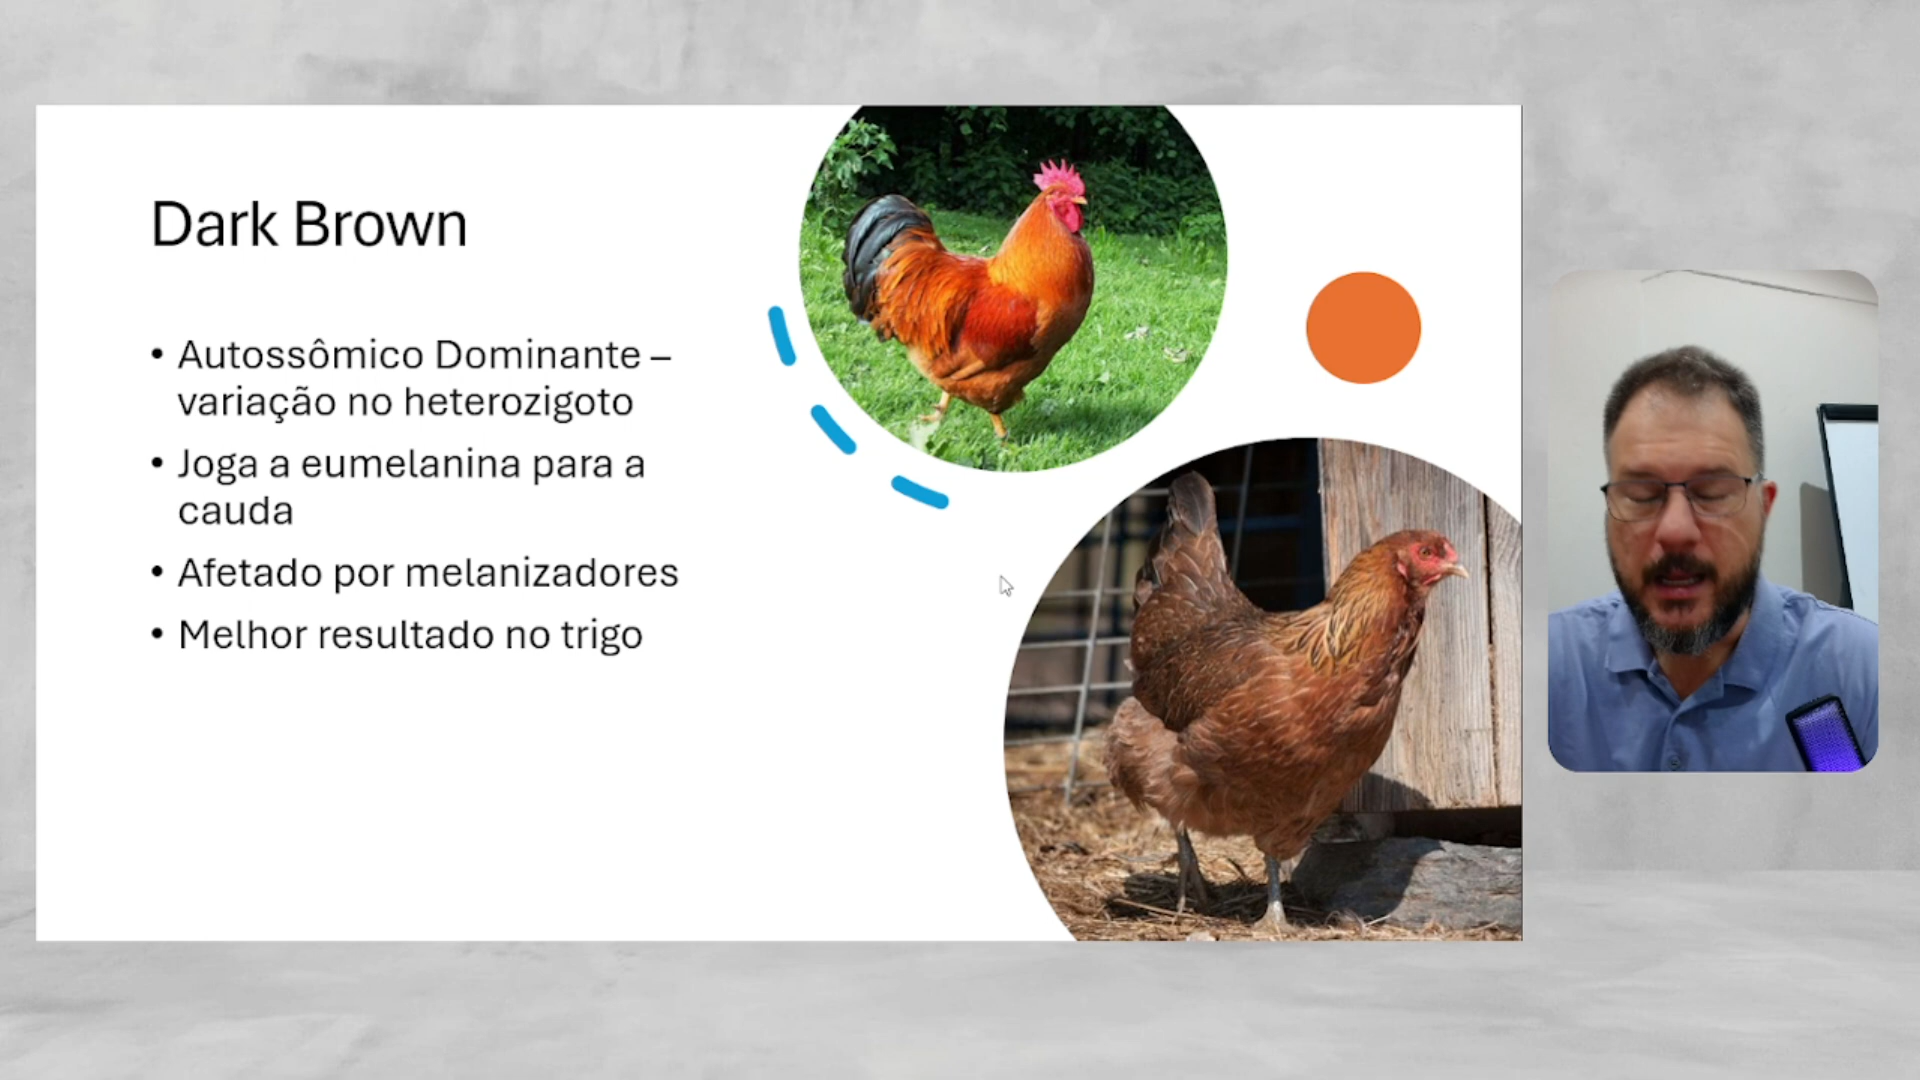 Dark Brown
• Autossômico Dominante –
variação no heterozigoto
• Joga a eumelanina para a
cauda
• Afetado por melanizadores
• Melhor resultado no trigo